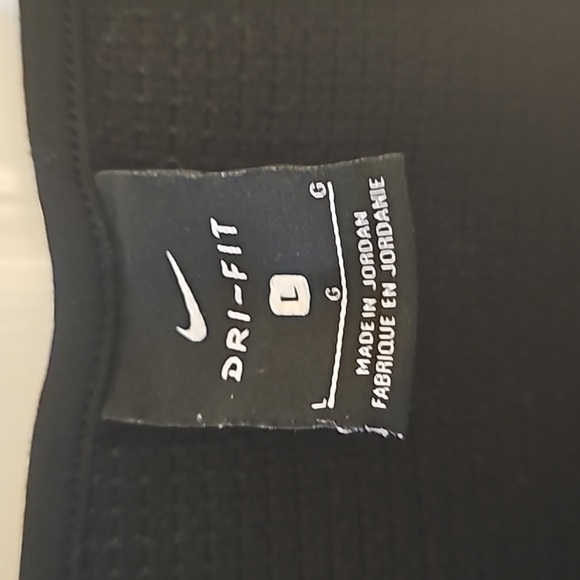 DRI-FIT
L
L G G
MADE IN JORDAN
FABRIQUE EN JORDANIE